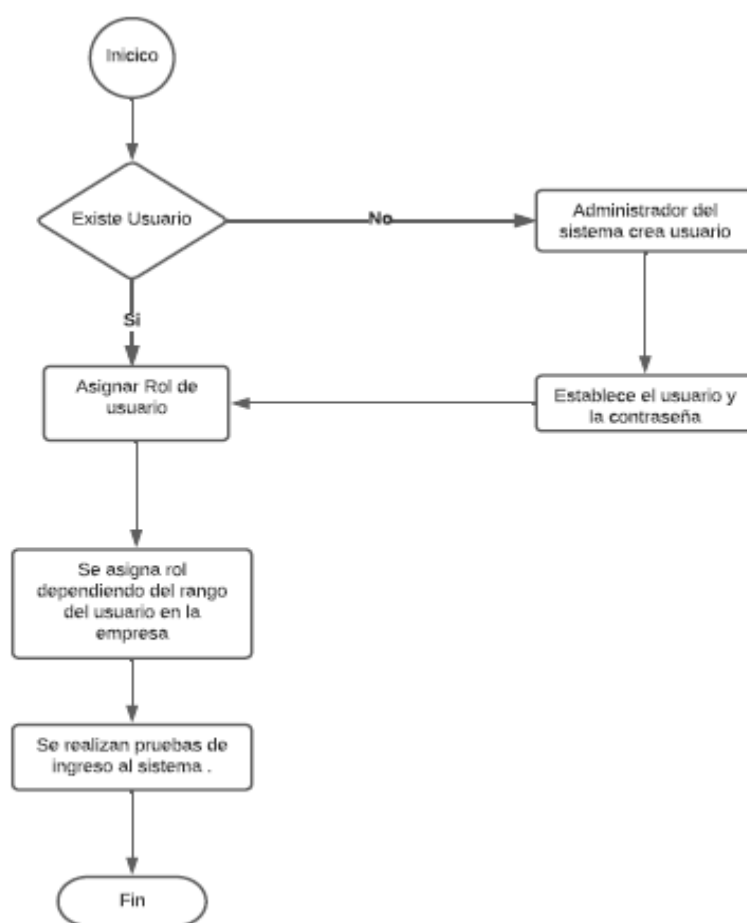 Inicico
Existe Usuario
No
Administrador del
sistema crea usuario
Si
Asignar Rol de
usuario
Establece el usuario y
la contraseña
Se asigna rol
dependiendo del rango
del usuario en la
empresa
Se realizan pruebas de
ingreso al sistema .
Fin